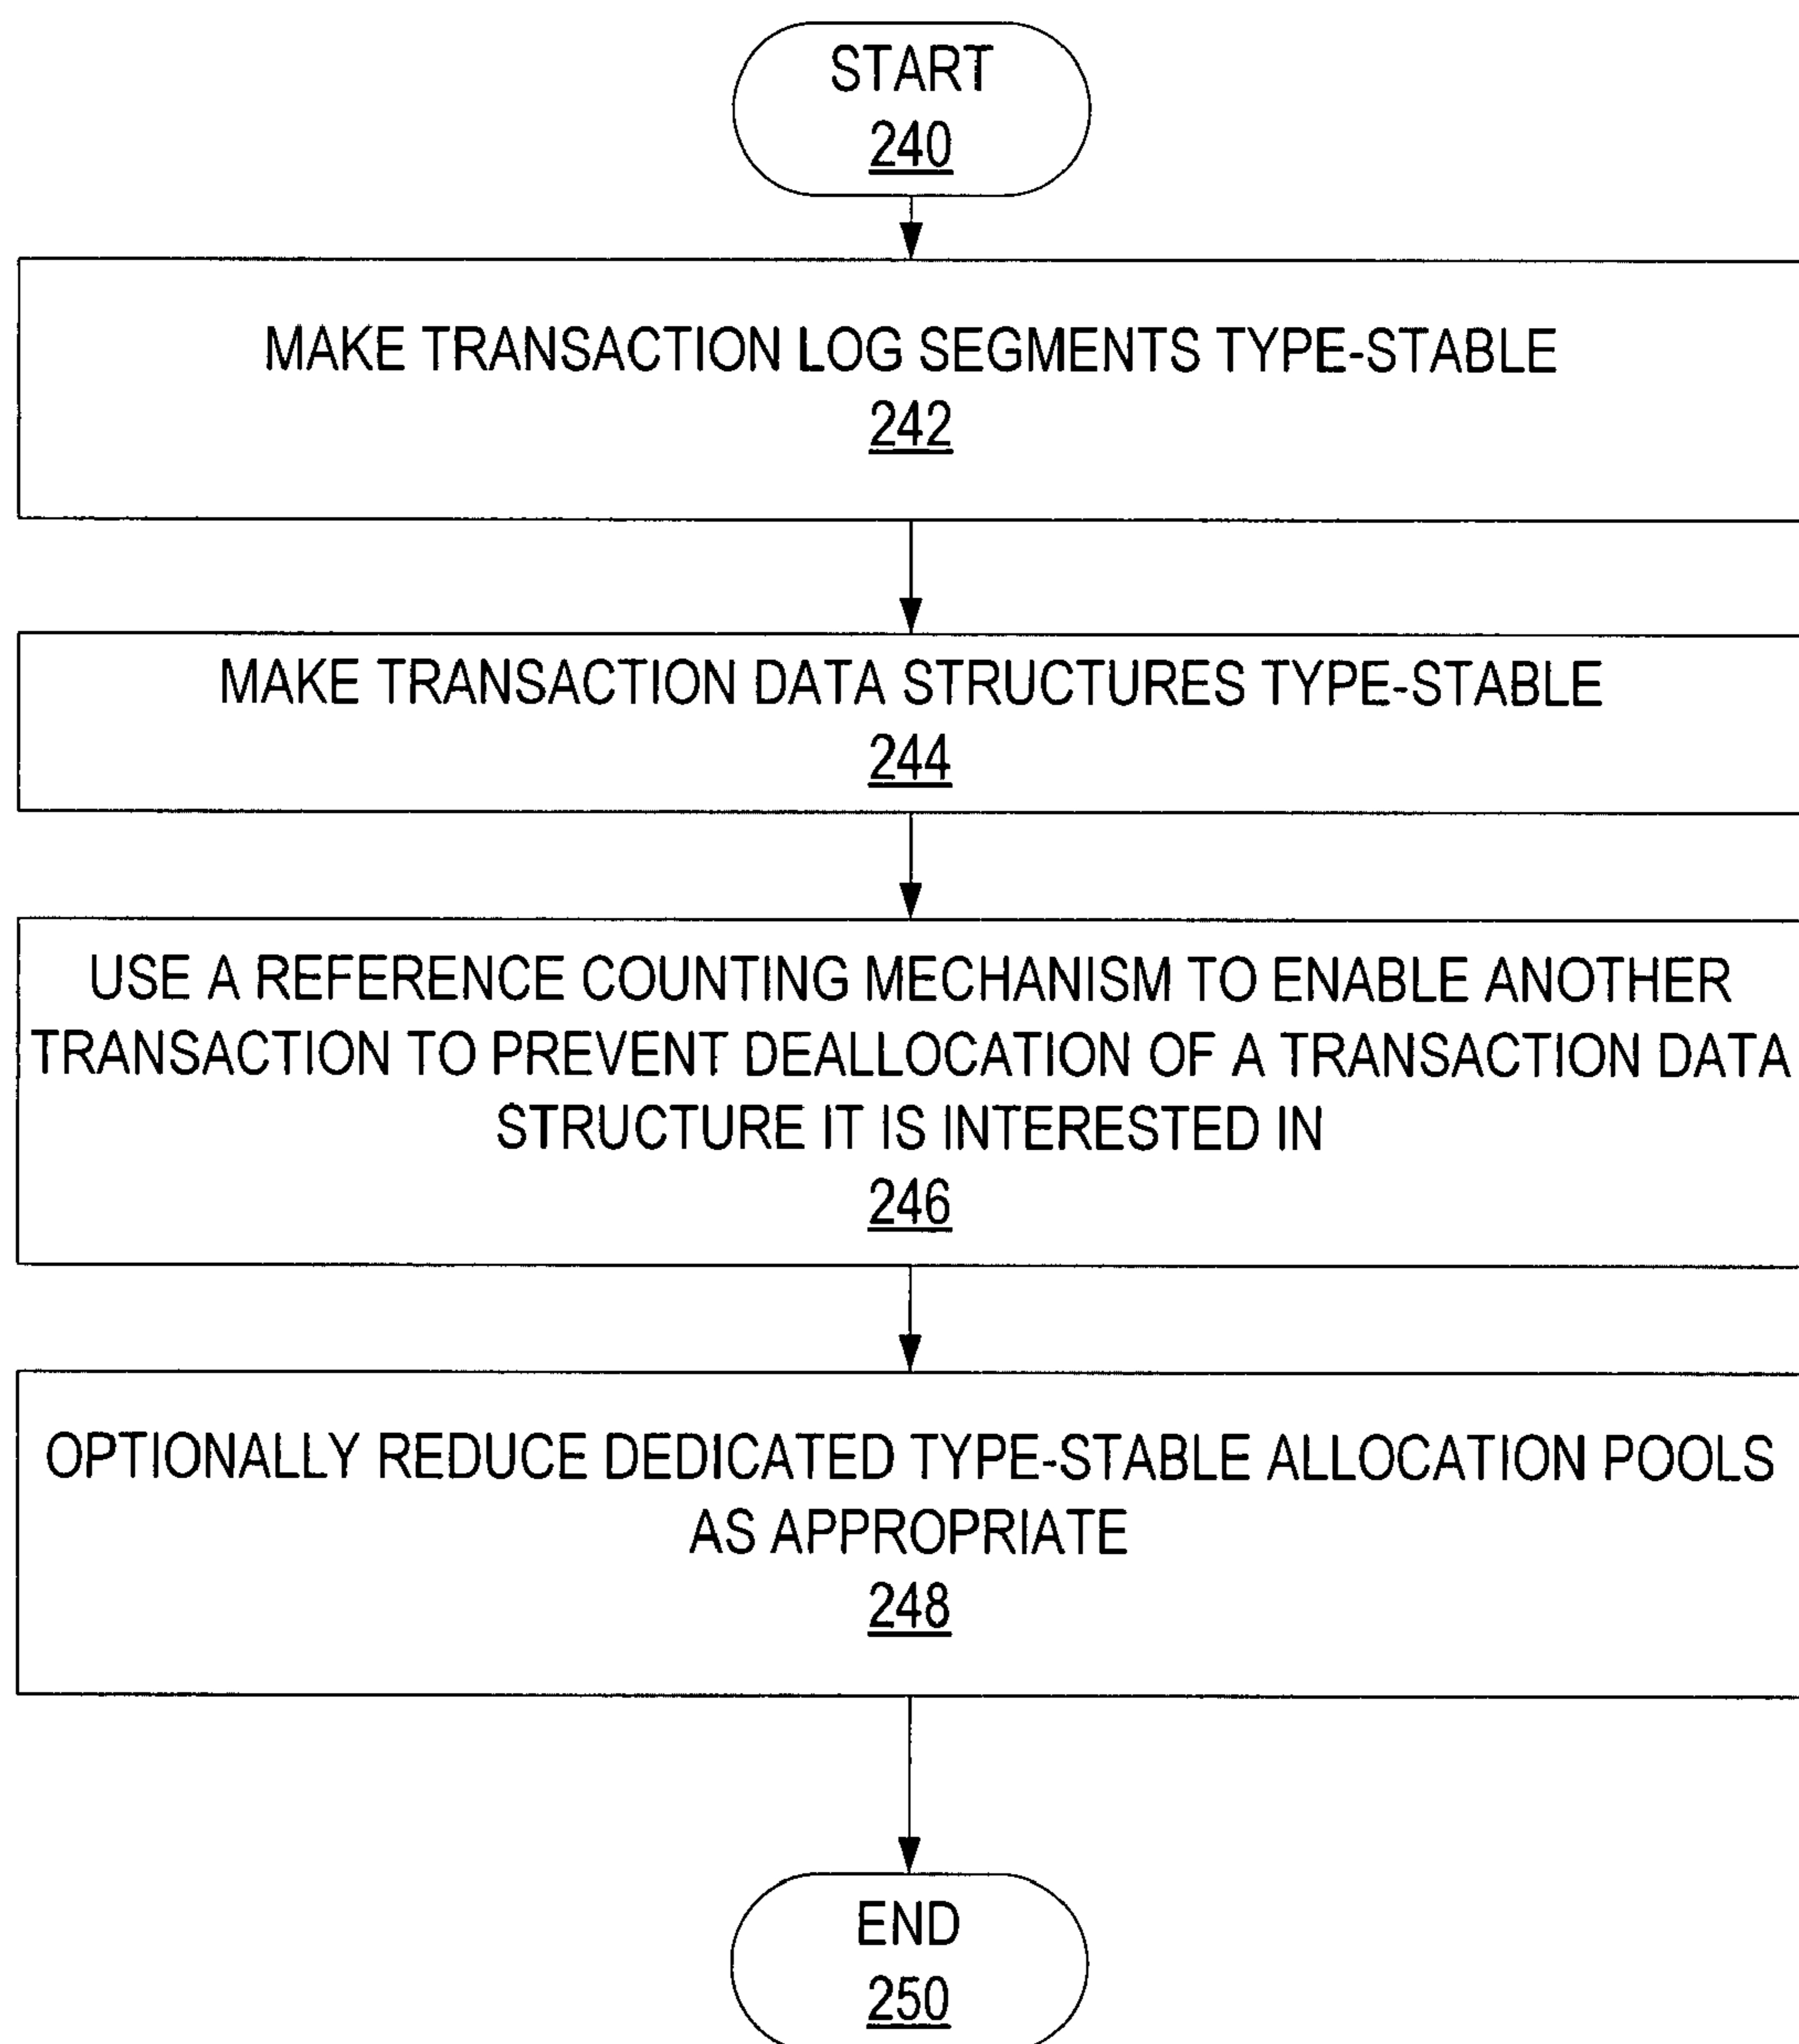 START
240
MAKE TRANSACTION LOG SEGMENTS TYPE-STABLE
242
MAKE TRANSACTION DATA STRUCTURES TYPE-STABLE
244
USE A REFERENCE COUNTING MECHANISM TO ENABLE ANOTHER
TRANSACTION TO PREVENT DEALLOCATION OF A TRANSACTION DATA
STRUCTURE IT IS INTERESTED IN
246
OPTIONALLY REDUCE DEDICATED TYPE-STABLE ALLOCATION POOLS
AS APPROPRIATE
248
END
250